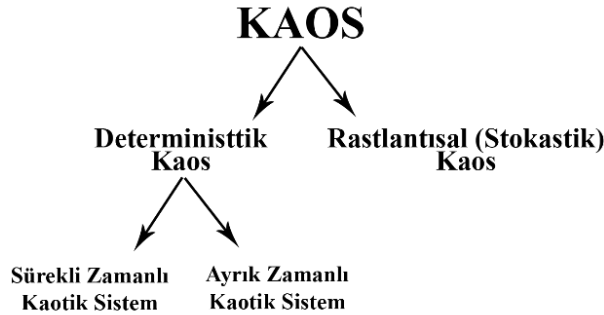 KAOS
Deterministtik
Kaos
Rastlantısal (Stokastik)
Kaos
Sürekli Zamanlı
Kaotik Sistem
Ayrık Zamanlı
Kaotik Sistem